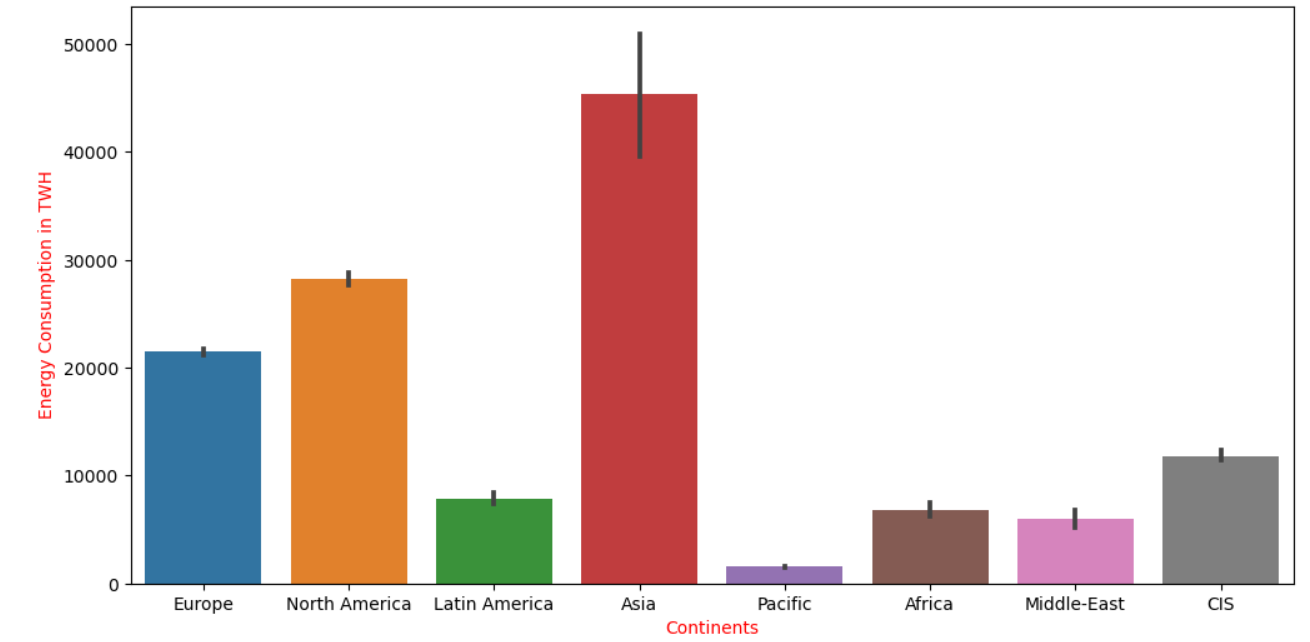 50000
40000
30000
20000
10000
0
Energy Consumption in TWH
Europe North America Latin America Asia Pacific Africa Middle-East CIS
Continents